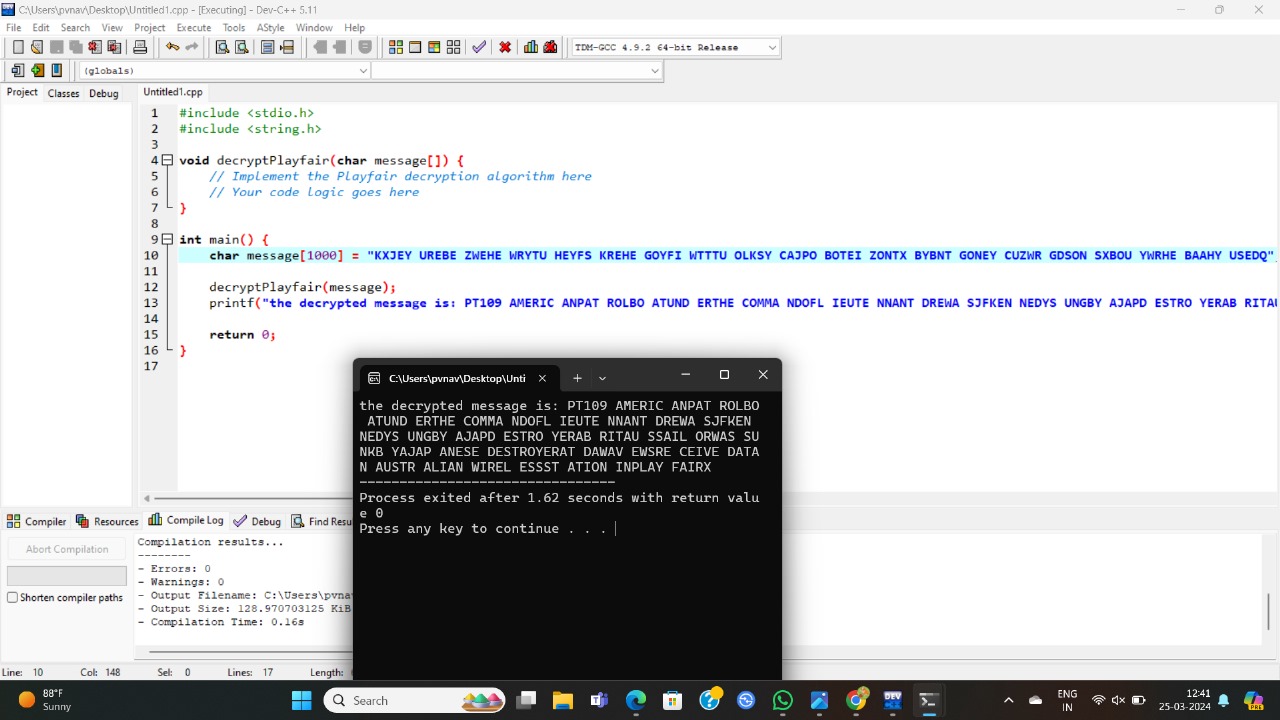 C:\Users\pvnav\Desktop\Untitled1.cpp - [Executing] - Dev-C++ 5.11
File Edit Search View Project Execute Tools AStyle Window Help
TDM-GCC 4.9.2 64-bit Release
(globals)
Project Classes Debug
Untitled1.cpp
1 #include <stdio.h>
2 #include <string.h>
3
4 void decryptPlayfair(char message[]) {
5 // Implement the Playfair decryption algorithm here
6 // Your code logic goes here
7 }
8
9 int main() {
10 char message[1000] = "KXJEY UREBE ZWEHE WRYTU HEYFS KREHE GOYFI WTTTU OLKSY CAJPO BOTEI ZONTX BYBNT GONEY CUZWR GDSON SXBOU YWRHE BAAHY USEDQ"
11
12 decryptPlayfair(message);
13 printf("the decrypted message is: PT109 AMERIC ANPAT ROLBO ATUND ERTHE COMMA NDOFL IEUTE NNANT DREWA SJFKEN NEDYS UNGBY AJAPD ESTRO YERAB RITAU
14
15 return 0;
16 }
17
C:\Users\pvnav\Desktop\Unti
the decrypted message is: PT109 AMERIC ANPAT ROLBO
ATUND ERTHE COMMA NDOFL IEUTE NNANT DREWA SJFKEN
NEDYS UNGBY AJAPD ESTRO YERAB RITAU SSAIL ORWAS SU
NKB YAJAP ANESE DESTROYERAT DAWAV EWSRE CEIVE DATA
N AUSTR ALIAN WIREL ESSST ATION INPLAY FAIRX
--------------------------------
Process exited after 1.62 seconds with return valu
e 0
Press any key to continue . . .
Compiler Resources Compile Log Debug Find Resu
Abort Compilation
Shorten compiler paths
Compilation results...
--------
- Errors: 0
- Warnings: 0
- Output Filename: C:\Users\pvna
- Output Size: 128.970703125 KiB
- Compilation Time: 0.16s
Line: 10 Col: 148 Sel: 0 Lines: 17 Length:
88°F
Sunny
Search
ENG
IN
12:41
25-03-2024